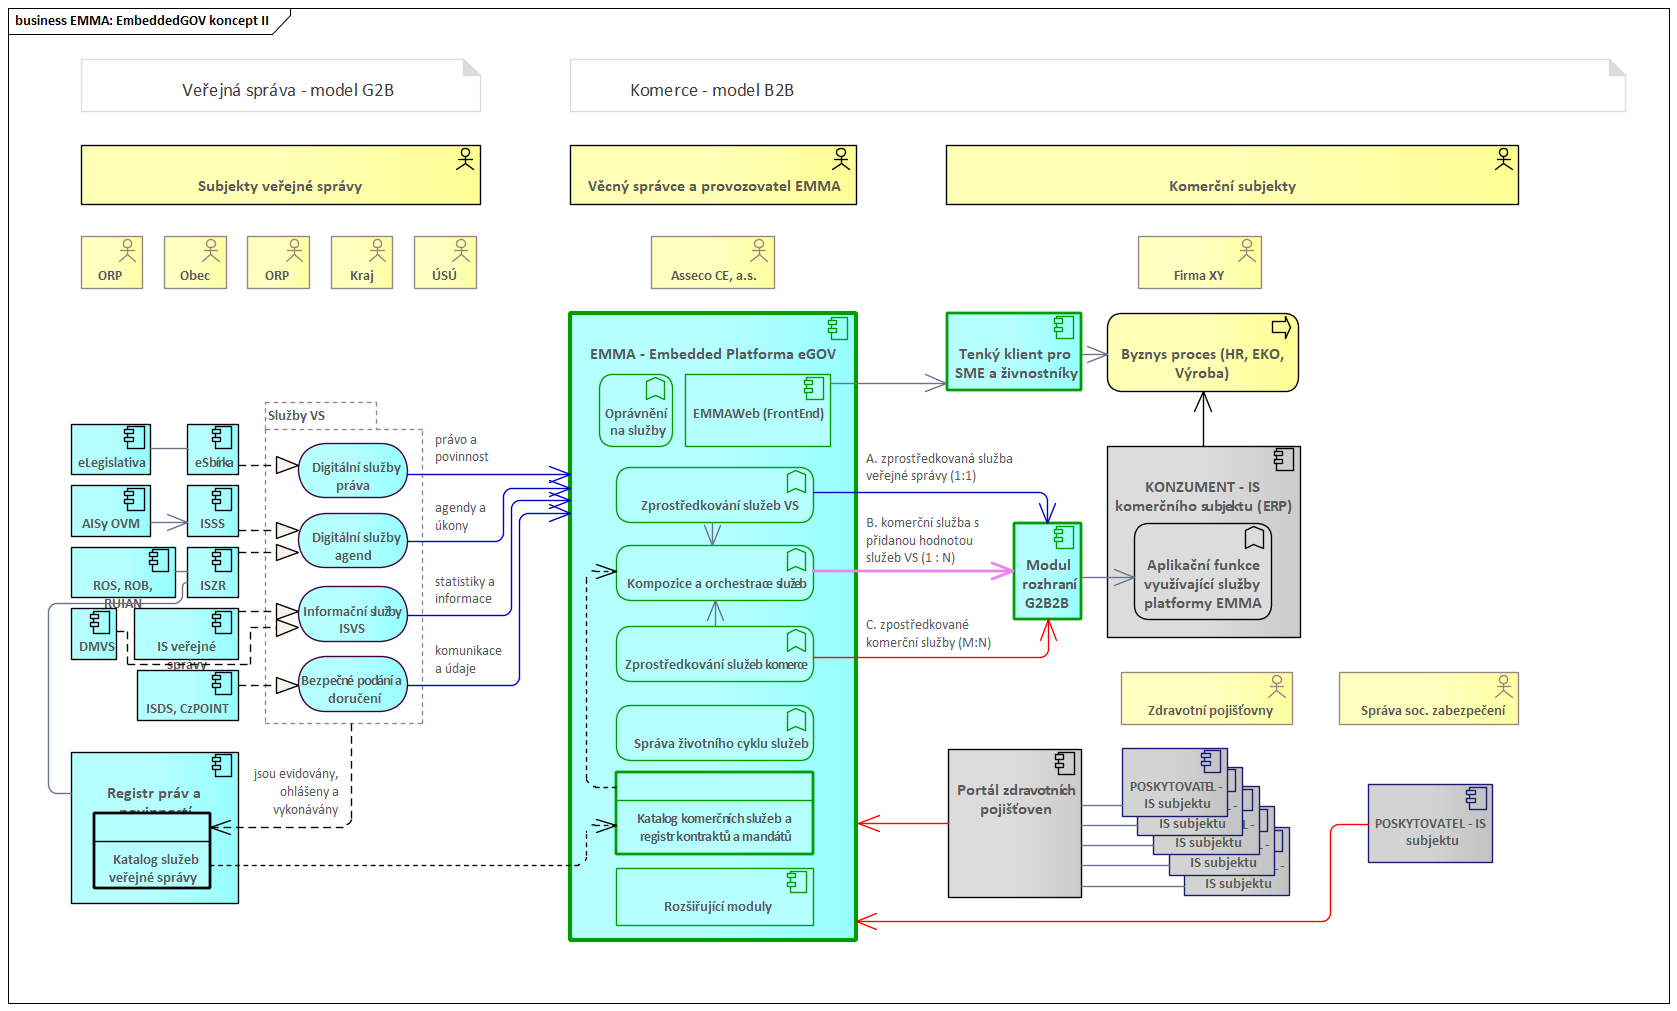 business EMMA: EmbeddedGOV koncept II
Veřejná správa - model G2B
Komerce - model B2B
Subjekty veřejné správy
Věcný správce a provozovatel EMMA
Komerční subjekty
ORP
Obec
ORP
Kraj
ÚSÚ
Asseco CE, a.s.
Firma XY
EMMA - Embedded Platforma eGOV
Oprávnění
na služby
EMMAWeb (FrontEnd)
Tenký klient pro
SME a živnostníky
Byznys proces (HR, EKO,
Výroba)
Služby VS
eLegislativa
eSbírka
Digitální služby
práva
právo a
povinnost
AISy OVM
ISSS
Digitální služby
agend
agendy a
úkony
ROS, ROB,
RUIAN
ISZR
Informační služby
ISVS
statistiky a
informace
DMVS
IS veřejné
správy
ISDS, CzPOINT
Bezpečné podání a
doručení
komunikace
a údaje
Zprostředkování služeb VS
Kompozice a orchestrace služeb
Zprostředkování služeb komerce
Správa životního cyklu služeb
Katalog komerčních služeb a
registr kontraktů a mandátů
Rozšiřující moduly
A. zprostředkovaná služba
veřejné správy (1:1)
B. komerční služba s
přidanou hodnotou
služeb VS (1 : N)
C. zpostředkované
komerční služby (M:N)
Modul
rozhraní
G2B2B
KONZUMENT - IS
komerčního subjektu (ERP)
Aplikační funkce
využívající služby
platformy EMMA
Registr práv a
povinností
Katalog služeb
veřejné správy
jsou evidovány,
ohlášeny a
vykonávány
Zdravotní pojišťovny
Správa soc. zabezpečení
Portál zdravotních
pojišťoven
POSKYTOVATEL -
IS subjektu
IS subjektu
IS subjektu
IS subjektu
IS subjektu
POSKYTOVATEL - IS
subjektu